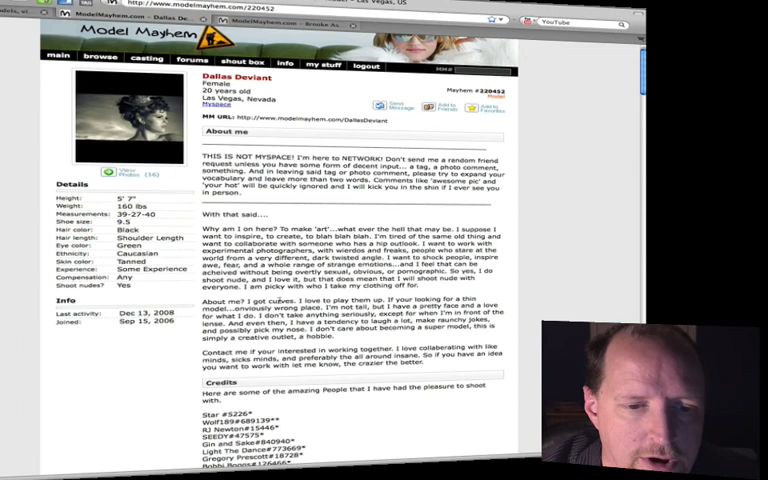 http://www.modelmayhem.com/220452
Las Vegas, US
ModelMayhem.com - Dallas De...
ModelMayhem.com - Brooke As
YouTube
Model Mayhem
main browse casting forums shout box info my stuff logout MM#
Dallas Deviant
Female
20 years old
Las Vegas, Nevada
Myspace
Mayhem #220452
Model
Send Message
Add to Friends
Add to Favorites
MM URL: http://www.modelmayhem.com/DallasDeviant
About me
THIS IS NOT MYSPACE! I'm here to NETWORK! Don't send me a random friend
request unless you have some form of decent input... a tag, a photo comment,
something. And in leaving said tag or photo comment, please try to expand your
vocabulary and leave more than two words. Comments like 'awesome pic' and
'your hot' will be quickly ignored and I will kick you in the shin if I ever see you
in person.
With that said....
Why am I on here? To make 'art'...what ever the hell that may be. I suppose I
want to inspire, to create, to blah blah blah. I'm tired of the same old thing and
want to collaborate with someone who has a hip outlook. I want to work with
experimental photographers, with wierdos and freaks, people who stare at the
world from a very different, dark twisted angle. I want to shock people, inspire
awe, fear, and a whole range of strange emotions...and I feel that can be
acheived without being overtly sexual, obvious, or pornographic. So yes, I do
shoot nude, and I love it, but that does mean that I will shoot nude with
everyone. I am picky with who I take my clothing off for.
About me? I got curves. I love to play them up. If your looking for a thin
model...onviously wrong place. I'm not tall, but I have a pretty face and a love
for what I do. I don't take anything seriously, except for when I'm in front of the
lense. And even then, I have a tendency to laugh a lot, make raunchy jokes,
and possibly pick my nose. I don't care about becoming a super model, this is
simply a creative outlet, a hobbie.
Contact me if your interested in working together. I love collaborating with like
minds, sicks minds, and preferably the all around insane. So if you have an idea
you want to work with let me know, the crazier the better.
Credits
Here are some of the amazing People that I have had the pleasure to shoot
with.
Star #5226*
Wolf189#689139**
RJ Newton#15446*
SEEDY#47575*
Gin and Sake#840940*
Light The Dance#773669*
Gregory Prescott#18728*
Bobbi Boggs#126466*
View Photos (16)
Details
Height: 5' 7"
Weight: 160 lbs
Measurements: 39-27-40
Shoe size: 9.5
Hair color: Black
Hair length: Shoulder Length
Eye color: Green
Ethnicity: Caucasian
Skin color: Tanned
Experience: Some Experience
Compensation: Any
Shoot nudes? Yes
Info
Last activity: Dec 13, 2008
Joined: Sep 15, 2006